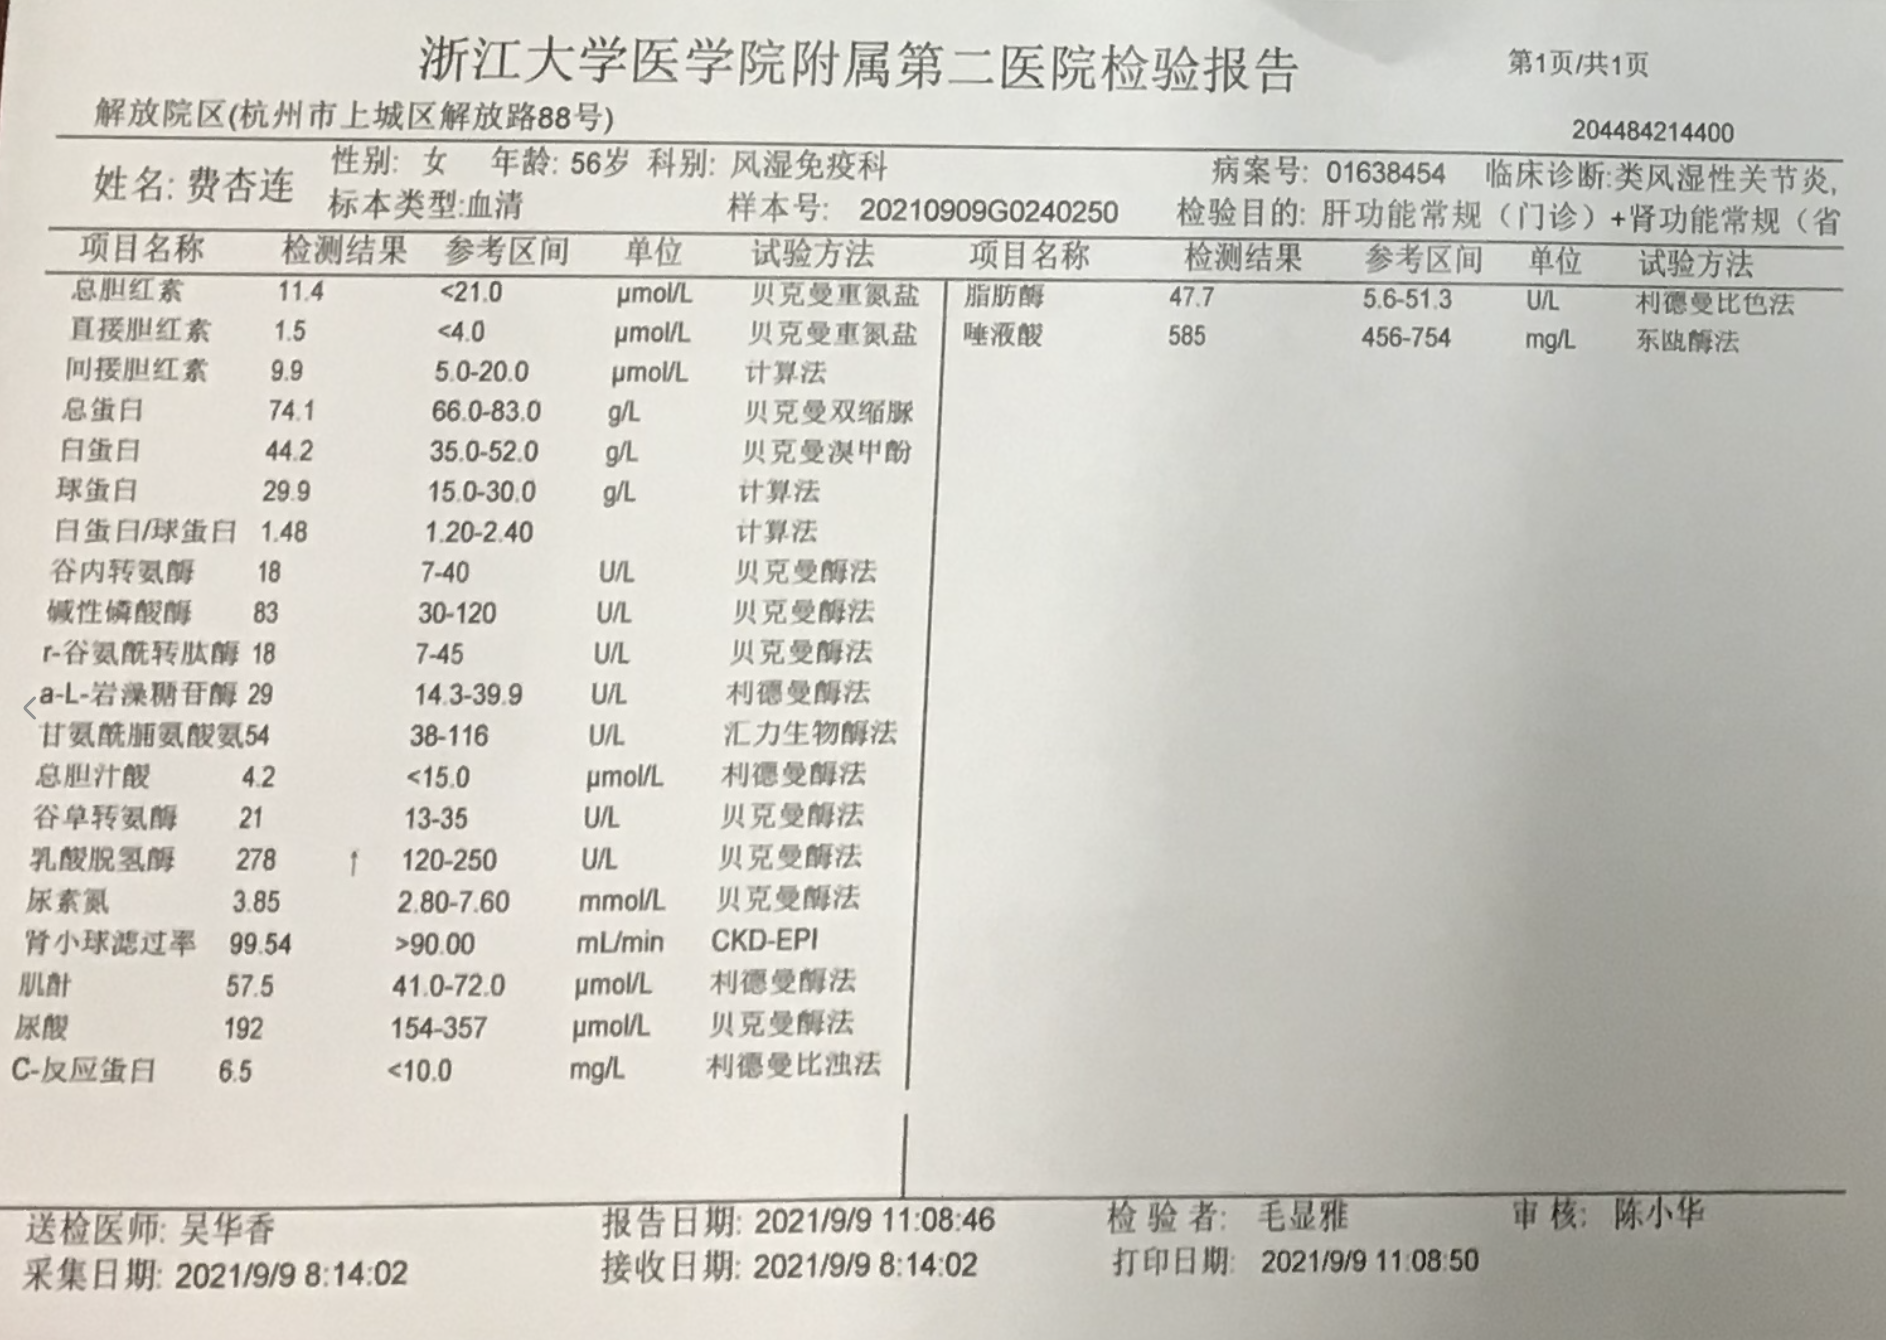 浙江大学医学院附属第二医院检验报告
第1页/共1页
解放院区(杭州市上城区解放路88号)
204484214400
姓名: 费杏连 性别: 女 年龄: 56岁 科别: 风湿免疫科 病案号: 01638454 临床诊断:类风湿性关节炎,
标本类型:血清 样本号: 20210909G0240250 检验目的: 肝功能常规（门诊）+肾功能常规（省
项目名称 检测结果 参考区间 单位 试验方法 项目名称 检测结果 参考区间 单位 试验方法
总胆红素 11.4 <21.0 μmol/L 贝克曼重氮盐
直接胆红素 1.5 <4.0 μmol/L 贝克曼重氮盐
间接胆红素 9.9 5.0-20.0 μmol/L 计算法
总蛋白 74.1 66.0-83.0 g/L 贝克曼双缩脲
白蛋白 44.2 35.0-52.0 g/L 贝克曼溴甲酚
球蛋白 29.9 15.0-30.0 g/L 计算法
白蛋白/球蛋白 1.48 1.20-2.40 计算法
谷丙转氨酶 18 7-40 U/L 贝克曼酶法
碱性磷酸酶 83 30-120 U/L 贝克曼酶法
r-谷氨酰转肽酶 18 7-45 U/L 贝克曼酶法
a-L-岩藻糖苷酶 29 14.3-39.9 U/L 利德曼酶法
甘氨酰脯氨酸氨 54 38-116 U/L 汇力生物酶法
总胆汁酸 4.2 <15.0 μmol/L 利德曼酶法
谷草转氨酶 21 13-35 U/L 贝克曼酶法
乳酸脱氢酶 278 ↑ 120-250 U/L 贝克曼酶法
尿素氮 3.85 2.80-7.60 mmol/L 贝克曼酶法
肾小球滤过率 99.54 >90.00 mL/min CKD-EPI
肌酐 57.5 41.0-72.0 μmol/L 利德曼酶法
尿酸 192 154-357 μmol/L 贝克曼酶法
C-反应蛋白 6.5 <10.0 mg/L 利德曼比浊法
脂肪酶 47.7 5.6-51.3 U/L 利德曼比色法
唾液酸 585 456-754 mg/L 东瓯酶法
送检医师: 吴华香 报告日期: 2021/9/9 11:08:46 检 验 者: 毛显雅 审 核: 陈小华
采集日期: 2021/9/9 8:14:02 接收日期: 2021/9/9 8:14:02 打印日期: 2021/9/9 11:08:50